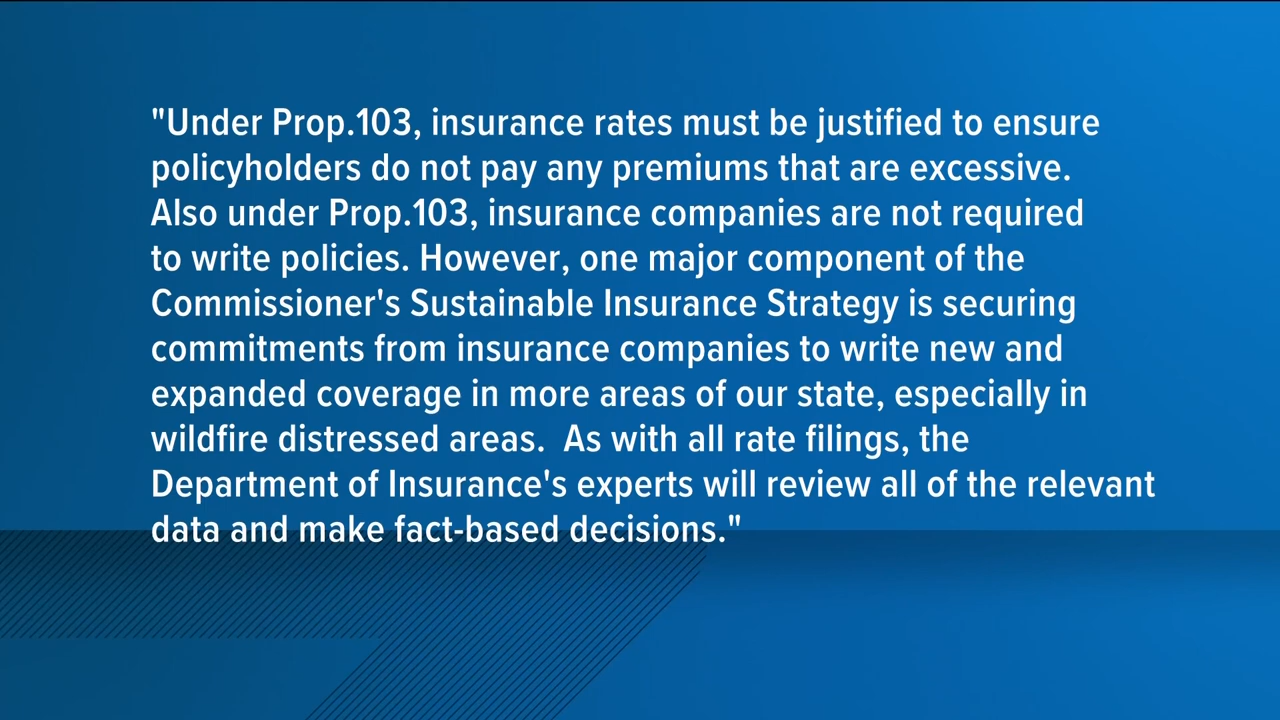 "Under Prop.103, insurance rates must be justified to ensure
policyholders do not pay any premiums that are excessive.
Also under Prop.103, insurance companies are not required
to write policies. However, one major component of the
Commissioner's Sustainable Insurance Strategy is securing
commitments from insurance companies to write new and
expanded coverage in more areas of our state, especially in
wildfire distressed areas.  As with all rate filings, the
Department of Insurance's experts will review all of the relevant
data and make fact-based decisions."